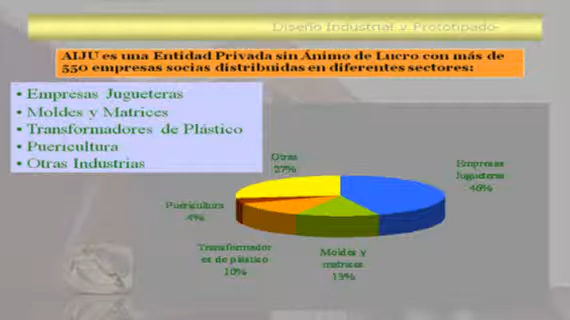 Diseño Industrial y Prototipado-
AIJU es una Entidad Privada sin Ánimo de Lucro con más de
550 empresas socias distribuidas en diferentes sectores:
• Empresas Jugueteras
• Moldes y Matrices
• Transformadores de Plástico
• Puericultura
• Otras Industrias
Otras
27%
Empresas
Jugueteras
46%
Puericultura
4%
Transformador
es de plástico
10%
Moldes y
matrices
13%